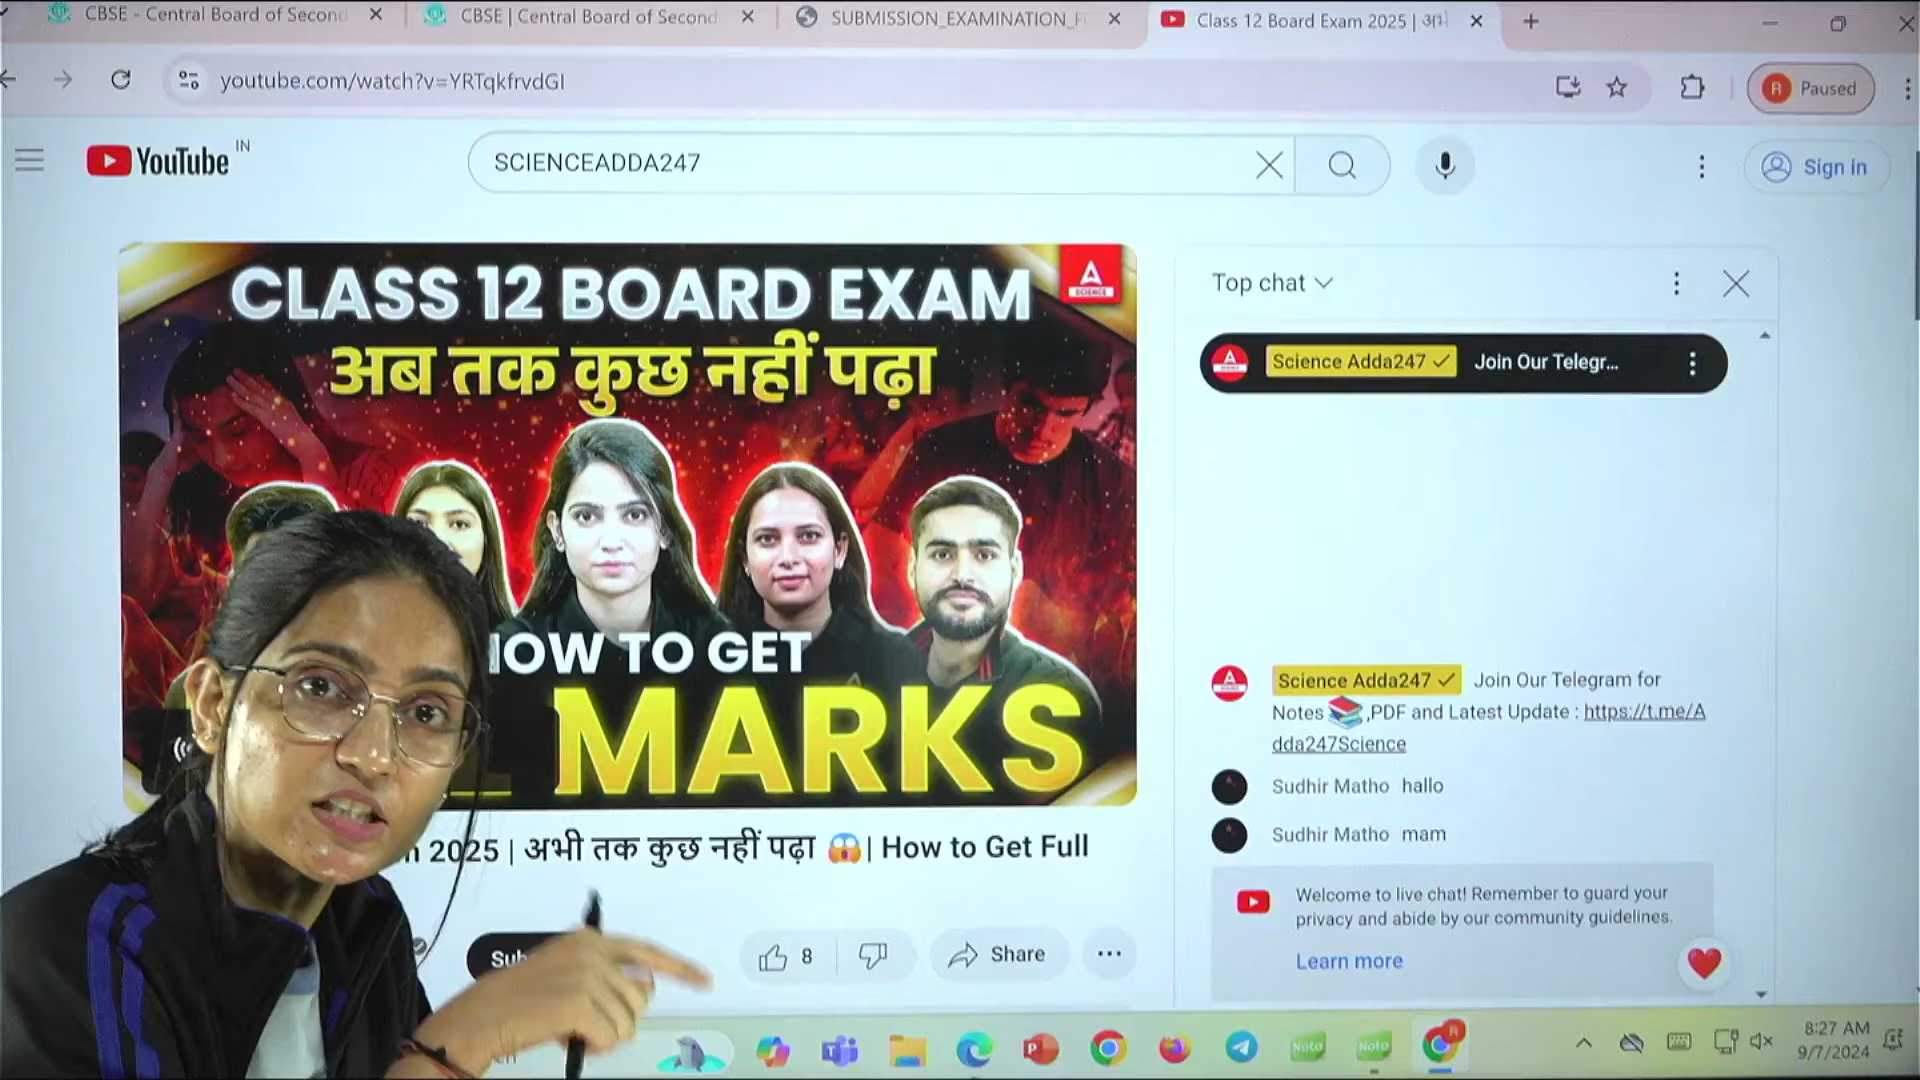 CBSE - Central Board of Second
CBSE | Central Board of Second
SUBMISSION_EXAMINATION_F
Class 12 Board Exam 2025 | अभ
youtube.com/watch?v=YRTqkfrvdGI
R Paused
YouTube IN
SCIENCEADDA247
Sign in
CLASS 12 BOARD EXAM
A
SCIENCE
अब तक कुछ नहीं पढ़ा
HOW TO GET
MARKS
2025 | अभी तक कुछ नहीं पढ़ा 😱 | How to Get Full
Sub
8
Share
Top chat
Science Adda247 Join Our Telegr...
Science Adda247 Join Our Telegram for
Notes 📚,PDF and Latest Update : https://t.me/A
dda247Science
Sudhir Matho hallo
Sudhir Matho mam
Welcome to live chat! Remember to guard your
privacy and abide by our community guidelines.
Learn more
Note
Note
R
8:27 AM
9/7/2024